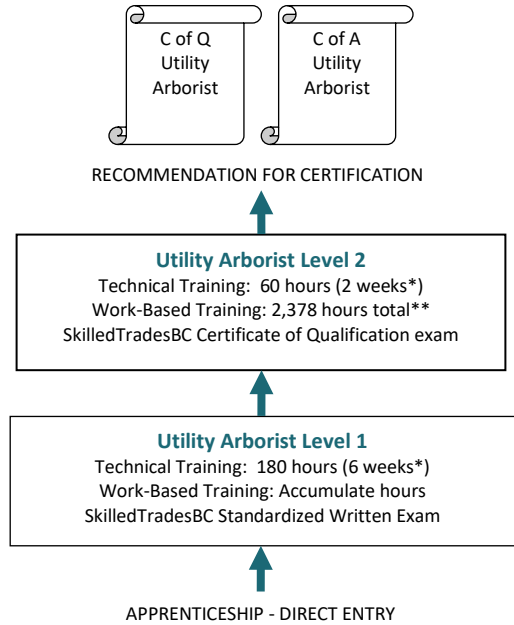 C of Q
Utility
Arborist
C of A
Utility
Arborist
RECOMMENDATION FOR CERTIFICATION
Utility Arborist Level 2
Technical Training:  60 hours (2 weeks*)
Work-Based Training: 2,378 hours total**
SkilledTradesBC Certificate of Qualification exam
Utility Arborist Level 1
Technical Training:  180 hours (6 weeks*)
Work-Based Training: Accumulate hours
SkilledTradesBC Standardized Written Exam
APPRENTICESHIP - DIRECT ENTRY